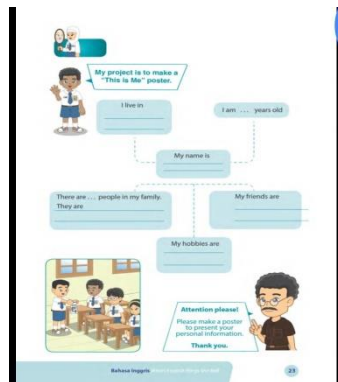 My project is to make a
"This is Me" poster.
I live in
I am ... years old
My name is
There are ... people in my family.
They are
My friends are
My hobbies are
Attention please!
Please make a poster
to present your
personal information.
Thank you.
Bahasa Inggris
23